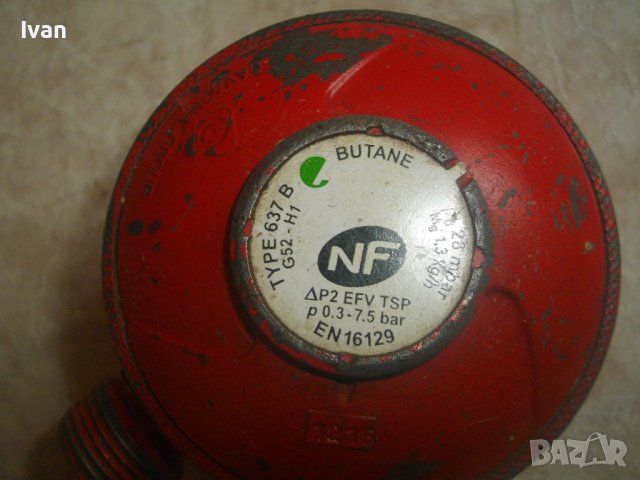 Ivan
BUTANE
TYPE 637 B
G52 - H1
28 mbar
1.3 kg/h
NF
ΔP2 EFV TSP
p 0.3 - 7.5 bar
EN 16129
BAZAR